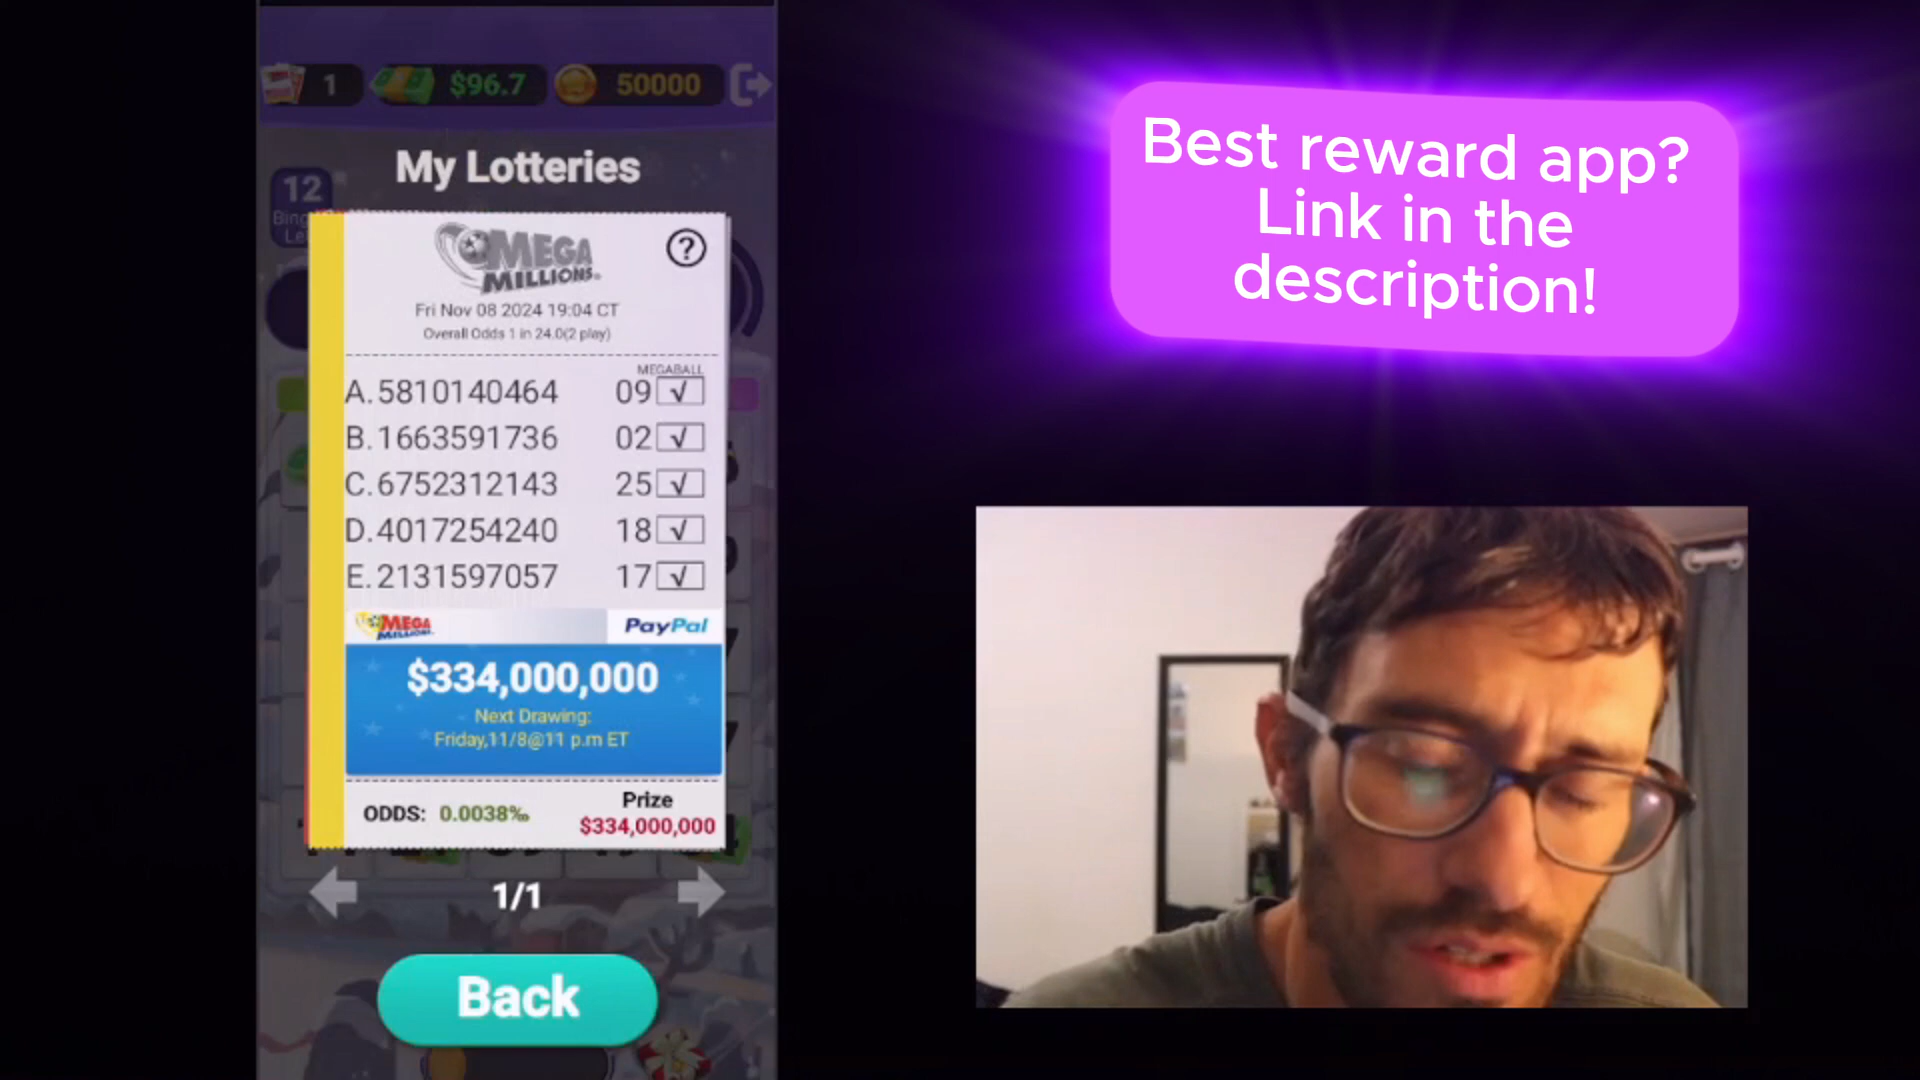 1
$96.7
50000
My Lotteries
12
MEGA
MILLIONS
?
Fri Nov 08 2024 19:04 CT
Overall Odds 1 in 24.0(2 play)
MEGABALL
A.5810140464 09 √
B.1663591736 02 √
C.6752312143 25 √
D.4017254240 18 √
E.2131597057 17 √
MEGA MILLIONS PayPal
$334,000,000
Next Drawing:
Friday,11/8@11 p.m ET
ODDS: 0.0038‱
Prize
$334,000,000
1/1
Back
Best reward app?
Link in the
description!